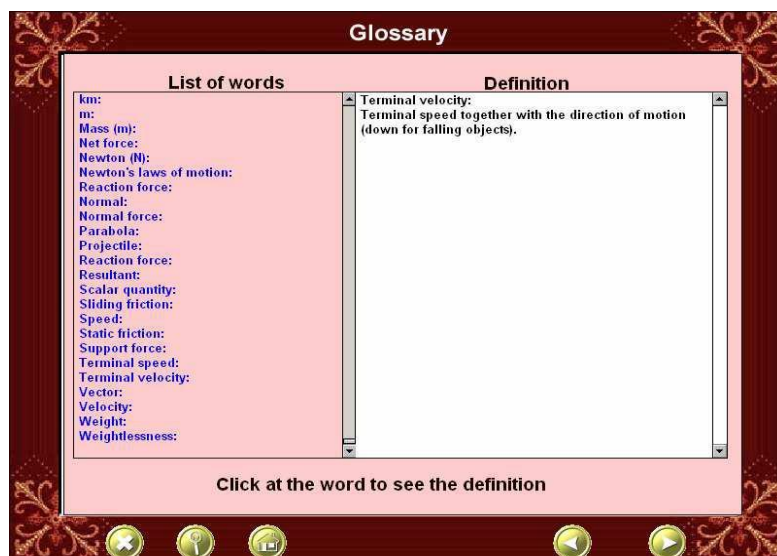 Glossary
List of words
km:
m:
Mass (m):
Net force:
Newton (N):
Newton's laws of motion:
Reaction force:
Normal:
Normal force:
Parabola:
Projectile:
Reaction force:
Resultant:
Scalar quantity:
Sliding friction:
Speed:
Static friction:
Support force:
Terminal speed:
Terminal velocity:
Vector:
Velocity:
Weight:
Weightlessness:
Definition
Terminal velocity:
Terminal speed together with the direction of motion
(down for falling objects).
Click at the word to see the definition